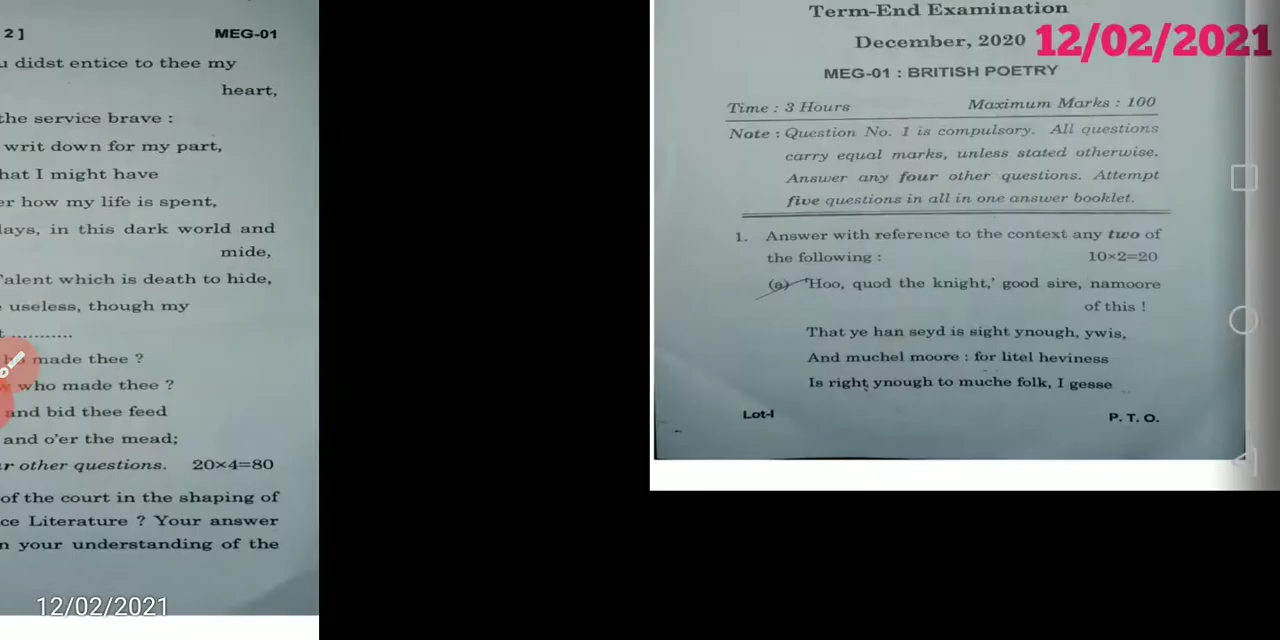 2 ]
MEG-01
didst entice to thee my
heart,
the service brave :
writ down for my part,
hat I might have
er how my life is spent,
lays, in this dark world and
mide,
Talent which is death to hide,
useless, though my
t ...........
made thee ?
who made thee ?
and bid thee feed
and o'er the mead;
ur other questions. 20×4=80
of the court in the shaping of
ce Literature ? Your answer
n your understanding of the
12/02/2021
Term-End Examination
December, 2020
12/02/2021
MEG-01 : BRITISH POETRY
Time : 3 Hours Maximum Marks : 100
Note : Question No. 1 is compulsory. All questions
carry equal marks, unless stated otherwise.
Answer any four other questions. Attempt
five questions in all in one answer booklet.
1. Answer with reference to the context any two of
the following : 10×2=20
(a) 'Hoo, quod the knight,' good sire, namoore
of this !
That ye han seyd is sight ynough, ywis,
And muchel moore : for litel heviness
Is right ynough to muche folk, I gesse
Lot-I
P. T. O.